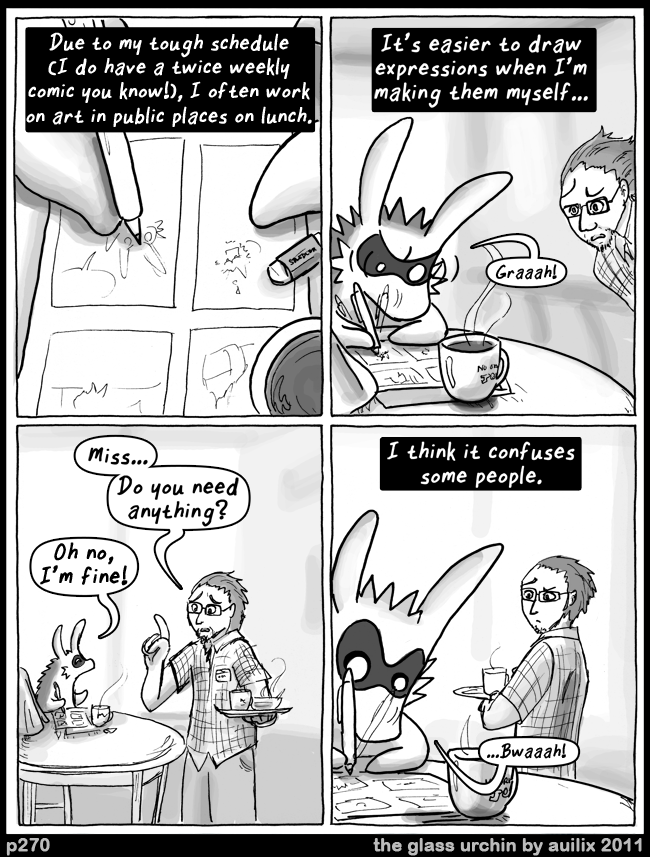 Due to my tough schedule
(I do have a twice weekly
comic you know!), I often work
on art in public places on lunch.
It's easier to draw
expressions when I'm
making them myself...
Graaah!
No an
Miss...
Do you need
anything?
Oh no,
I'm fine!
I think it confuses
some people.
...Bwaaah!
p270
the glass urchin by auilix 2011